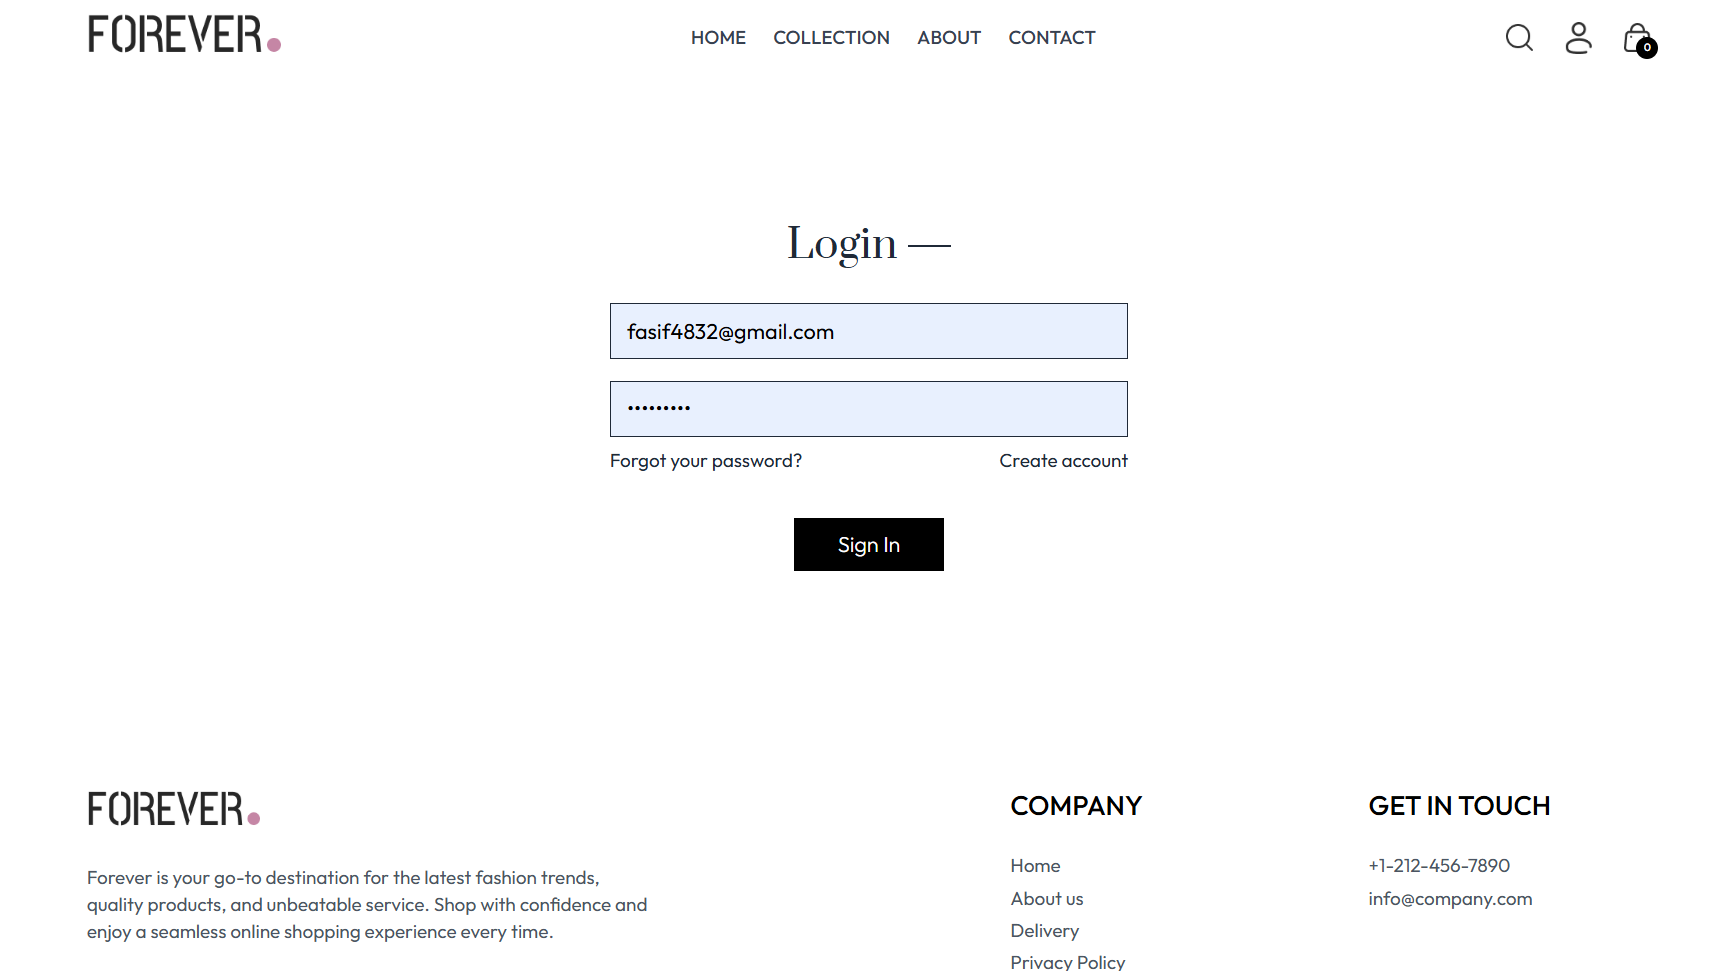 FOREVER.
HOME COLLECTION ABOUT CONTACT
0
Login —
fasif4832@gmail.com
•••••••••
Forgot your password? Create account
Sign In
FOREVER.
Forever is your go-to destination for the latest fashion trends,
quality products, and unbeatable service. Shop with confidence and
enjoy a seamless online shopping experience every time.
COMPANY
Home
About us
Delivery
Privacy Policy
GET IN TOUCH
+1-212-456-7890
info@company.com